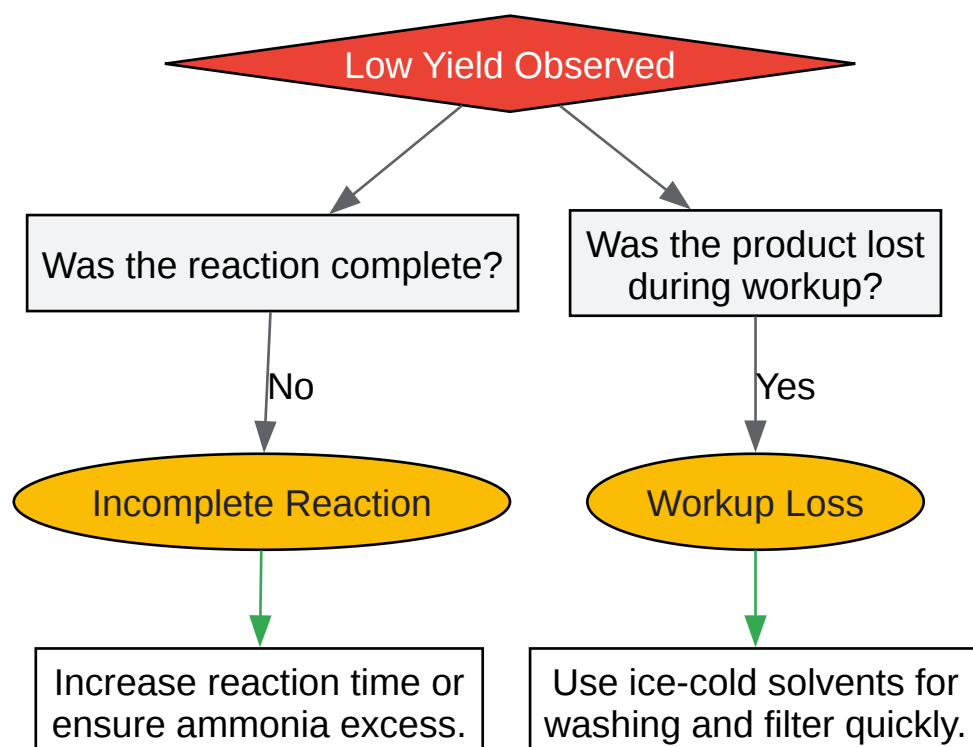 Low Yield Observed
Was the reaction complete?
Was the product lost
during workup?
No
Yes
Incomplete Reaction
Workup Loss
Increase reaction time or
ensure ammonia excess.
Use ice-cold solvents for
washing and filter quickly.